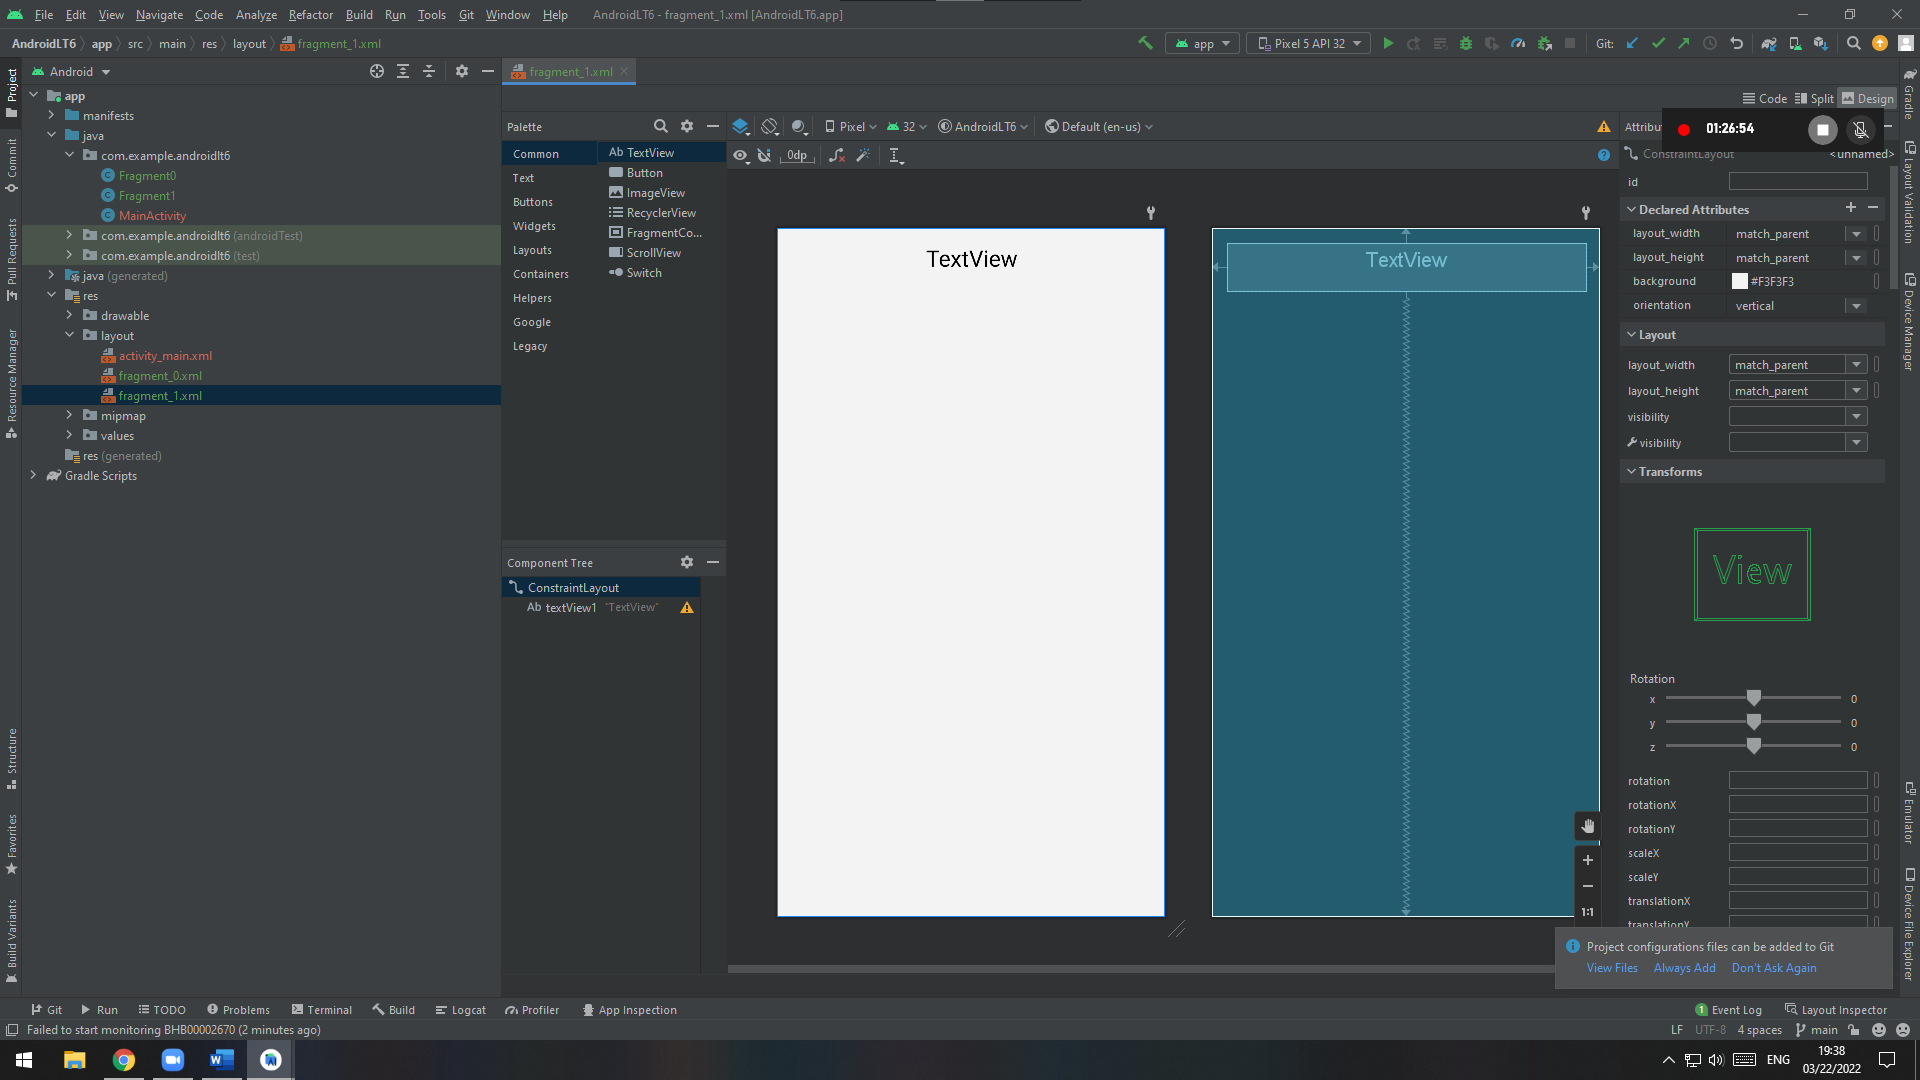 File Edit View Navigate Code Analyze Refactor Build Run Tools Git Window Help AndroidLT6 - fragment_1.xml [AndroidLT6.app]
AndroidLT6 app src main res layout fragment_1.xml app Pixel 5 API 32 Git:
Android fragment_1.xml
Code Split Design
Project
Commit
Pull Requests
Resource Manager
Structure
Favorites
Build Variants
app
manifests
java
com.example.androidlt6
Fragment0
Fragment1
MainActivity
com.example.androidlt6 (androidTest)
com.example.androidlt6 (test)
java (generated)
res
drawable
layout
activity_main.xml
fragment_0.xml
fragment_1.xml
mipmap
values
res (generated)
Gradle Scripts
Palette
Common
Text
Buttons
Widgets
Layouts
Containers
Helpers
Google
Legacy
Ab TextView
Button
ImageView
RecyclerView
FragmentCo...
ScrollView
Switch
Component Tree
ConstraintLayout
Ab textView1 "TextView"
Pixel 32 AndroidLT6 Default (en-us)
0dp
TextView
TextView
1:1
Attribu
01:26:54
ConstraintLayout <unnamed>
id
Declared Attributes
layout_width match_parent
layout_height match_parent
background #F3F3F3
orientation vertical
Layout
layout_width match_parent
layout_height match_parent
visibility
visibility
Transforms
View
Rotation
x 0
y 0
z 0
rotation
rotationX
rotationY
scaleX
scaleY
translationX
translationY
Project configurations files can be added to Git
View Files Always Add Don't Ask Again
Gradle
Layout Validation
Device Manager
Emulator
Device File Explorer
Git Run TODO Problems Terminal Build Logcat Profiler App Inspection 1 Event Log Layout Inspector
Failed to start monitoring BHB00002670 (2 minutes ago) LF UTF-8 4 spaces main
ENG 19:38
03/22/2022